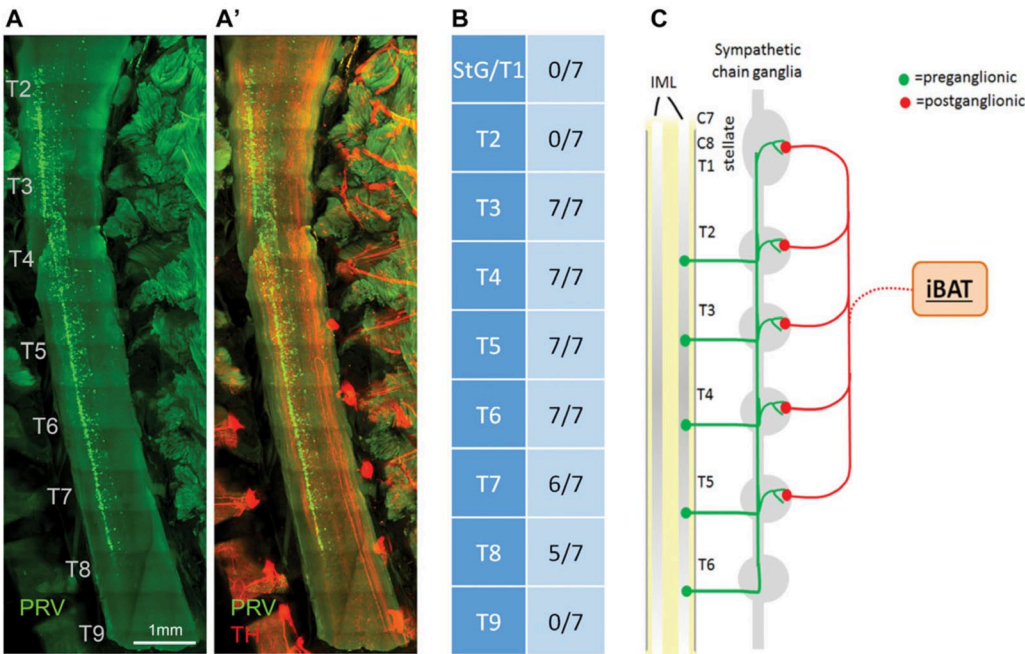 A
T2
T3
T4
T5
T6
T7
T8
T9
PRV
1mm
A'
PRV
TH
B
StG/T1 0/7
T2 0/7
T3 7/7
T4 7/7
T5 7/7
T6 7/7
T7 6/7
T8 5/7
T9 0/7
C
Sympathetic
chain ganglia
=preganglionic
=postganglionic
IML
C7
C8
T1
stellate
T2
T3
T4
T5
T6
iBAT